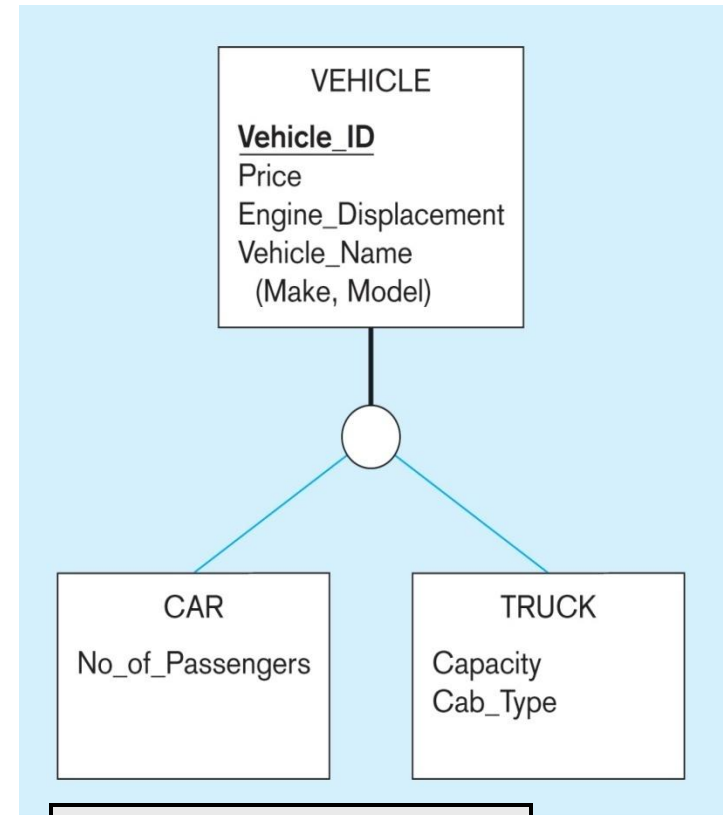 VEHICLE
Vehicle_ID
Price
Engine_Displacement
Vehicle_Name
(Make, Model)
CAR
No_of_Passengers
TRUCK
Capacity
Cab_Type